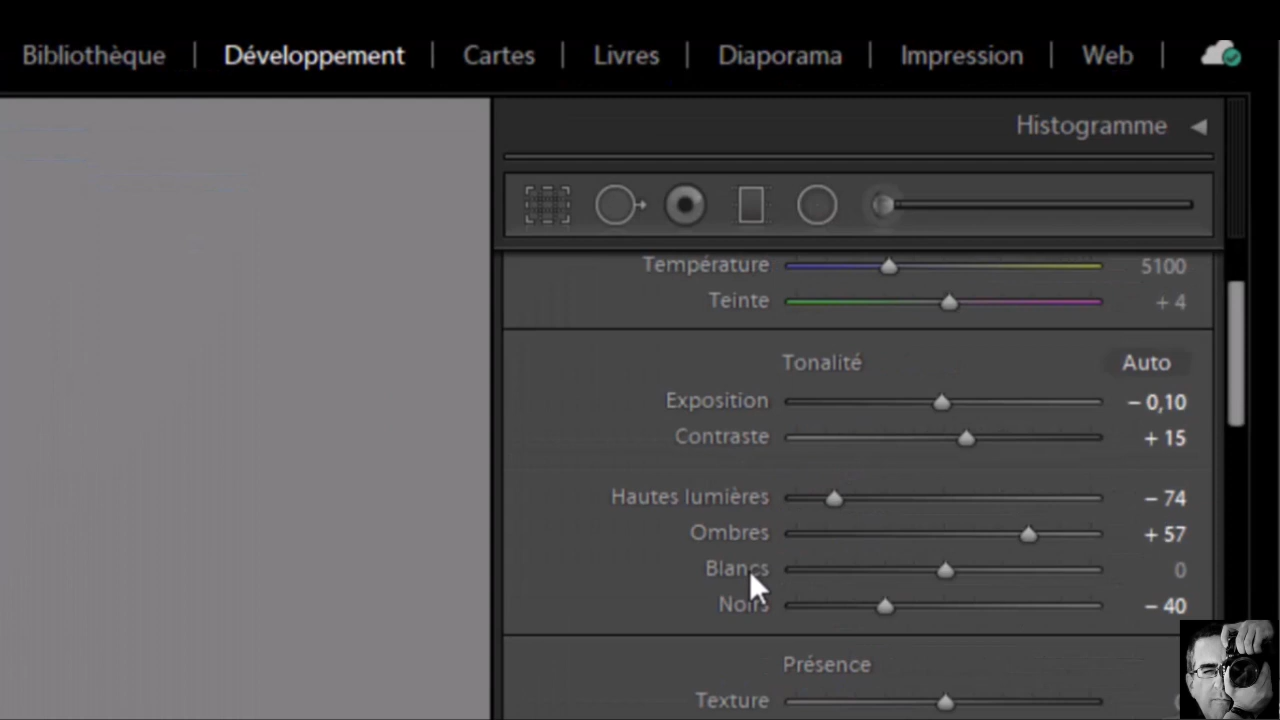 Bibliothèque | Développement | Cartes | Livres | Diaporama | Impression | Web |
Histogramme
Température 5100
Teinte + 4
Tonalité Auto
Exposition − 0,10
Contraste + 15
Hautes lumières − 74
Ombres + 57
Blancs 0
Noirs − 40
Présence
Texture